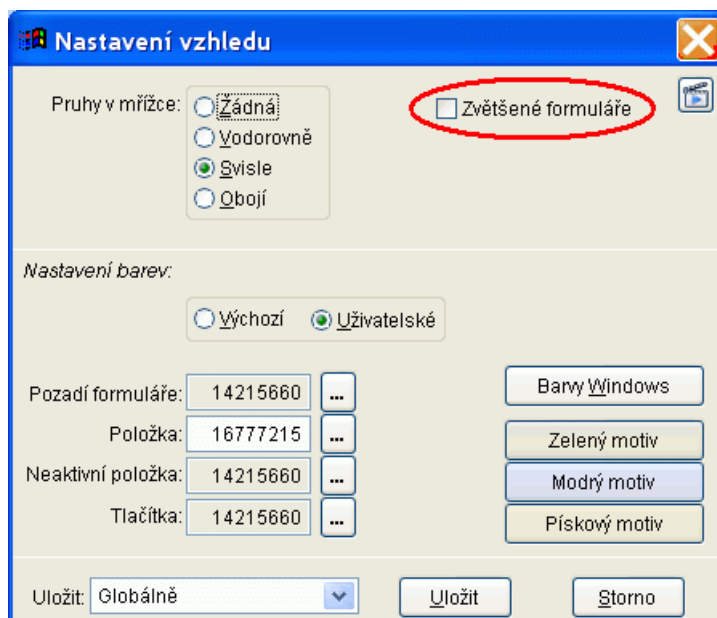 Nastavení vzhledu
Pruhy v mřížce:
Žádná
Vodorovně
Svisle
Obojí
Zvětšené formuláře
Nastavení barev:
Výchozí
Uživatelské
Pozadí formuláře: 14215660 ...
Položka: 16777215 ...
Neaktivní položka: 14215660 ...
Tlačítka: 14215660 ...
Barvy Windows
Zelený motiv
Modrý motiv
Pískový motiv
Uložit: Globálně
Uložit
Storno